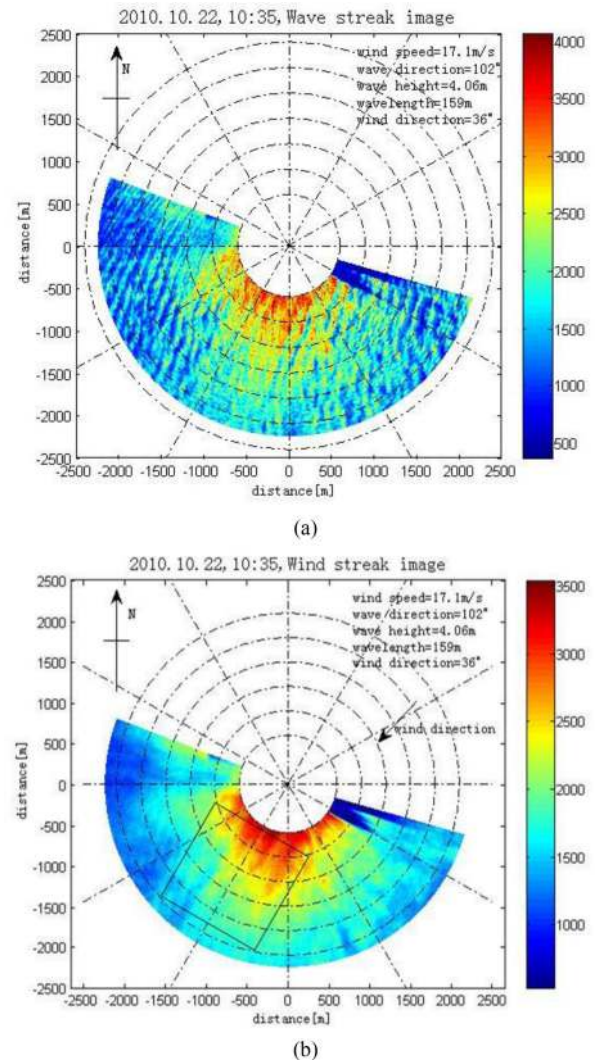 2010.10.22,10:35,Wave streak image
wind speed=17.1m/s
wave/direction=102°
wave height=4.06m
wavelength=159m
wind direction=36°
N
2500
2000
1500
1000
500
0
-500
-1000
-1500
-2000
2500
distance[m]
-2500 -2000 -1500 -1000 -500 0 500 1000 1500 2000 2500
distance[m]
4000
3500
3000
2500
2000
1500
1000
500
(a)
2010.10.22,10:35,Wind streak image
wind speed=17.1m/s
wave/direction=102°
wave height=4.06m
wavelength=159m
wind direction=36°
N
wind direction
2500
2000
1500
1000
500
0
-500
-1000
-1500
-2000
-2500
distance[m]
-2500 -2000 -1500 -1000 -500 0 500 1000 1500 2000 2500
distance[m]
3500
3000
2500
2000
1500
1000
(b)